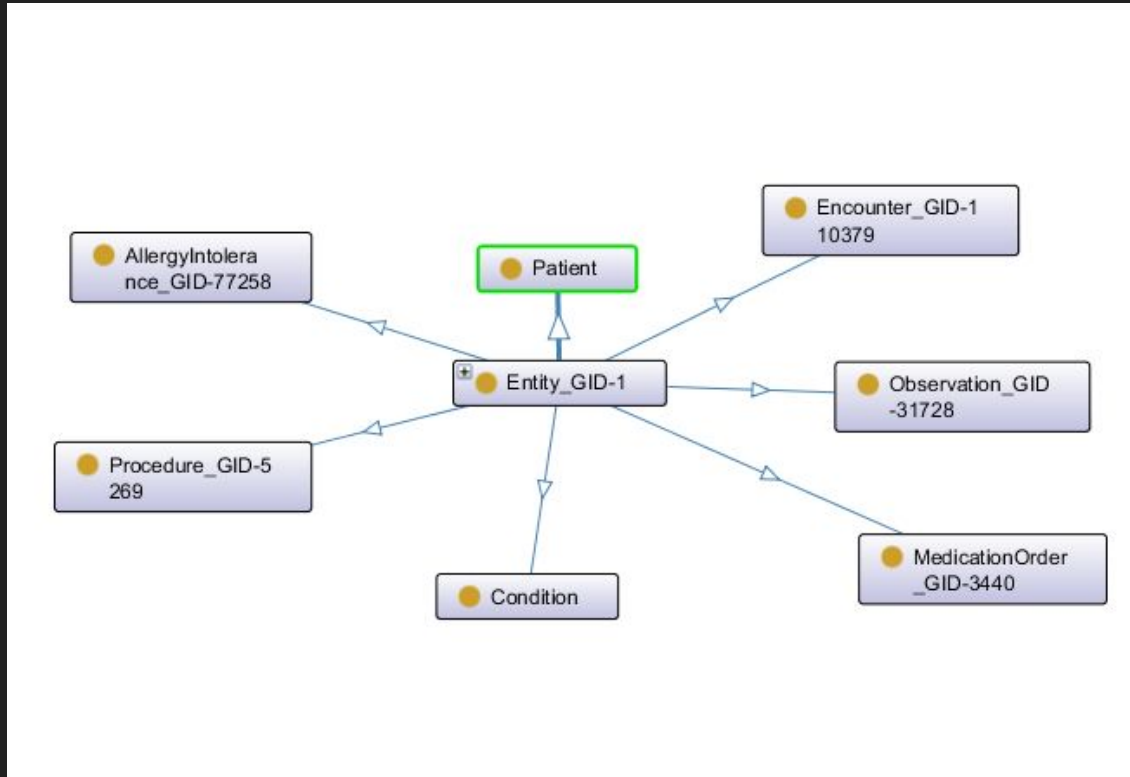 Encounter_GID-1
10379
AllergyIntolera
nce_GID-77258
Patient
Entity_GID-1
Observation_GID
-31728
Procedure_GID-5
269
MedicationOrder
_GID-3440
Condition